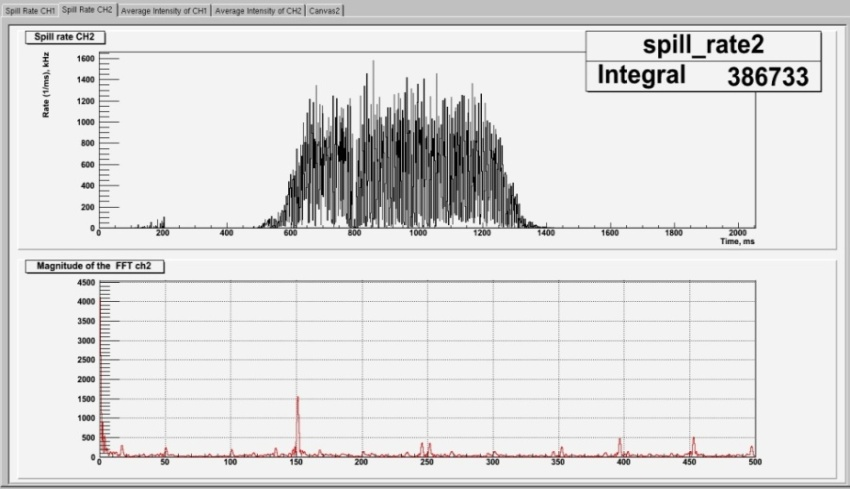 Spill Rate CH1 Spill Rate CH2 Average Intensity of CH1 Average Intensity of CH2 Canvas2
Spill rate CH2
spill_rate2
Integral 386733
Rate (1/ms), kHz
1600
1400
1200
1000
800
600
400
200
0
0 200 400 600 800 1000 1200 1400 1600 1800 2000
Time, ms
Magnitude of the FFT ch2
4500
4000
3500
3000
2500
2000
1500
1000
500
0
0 50 100 150 200 250 300 350 400 450 500